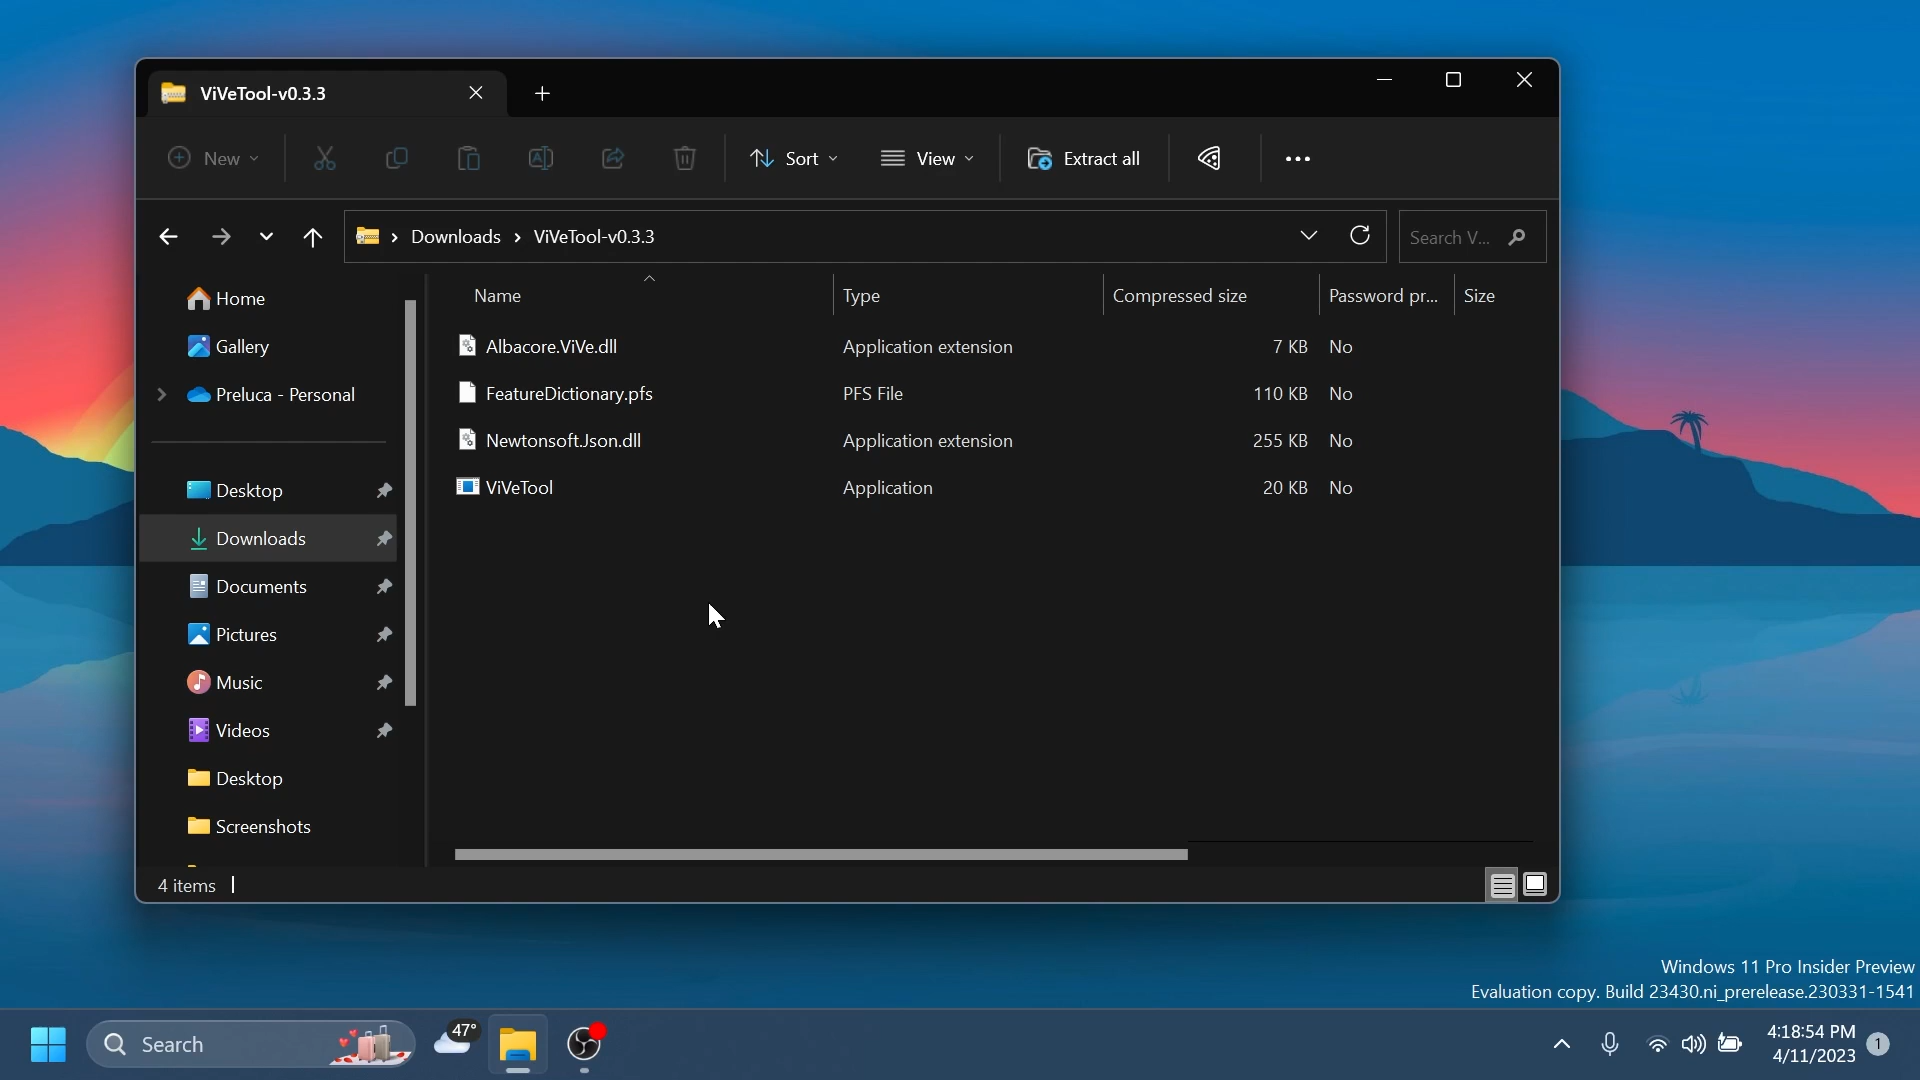 ViVeTool-v0.3.3
New
Sort
View
Extract all
Downloads
ViVeTool-v0.3.3
Search V...
Home
Gallery
Preluca - Personal
Desktop
Downloads
Documents
Pictures
Music
Videos
Desktop
Screenshots
Name Type Compressed size Password pr... Size
Albacore.ViVe.dll Application extension 7 KB No
FeatureDictionary.pfs PFS File 110 KB No
Newtonsoft.Json.dll Application extension 255 KB No
ViVeTool Application 20 KB No
4 items
Windows 11 Pro Insider Preview
Evaluation copy. Build 23430.ni_prerelease.230331-1541
Search
47°
4:18:54 PM
4/11/2023
1